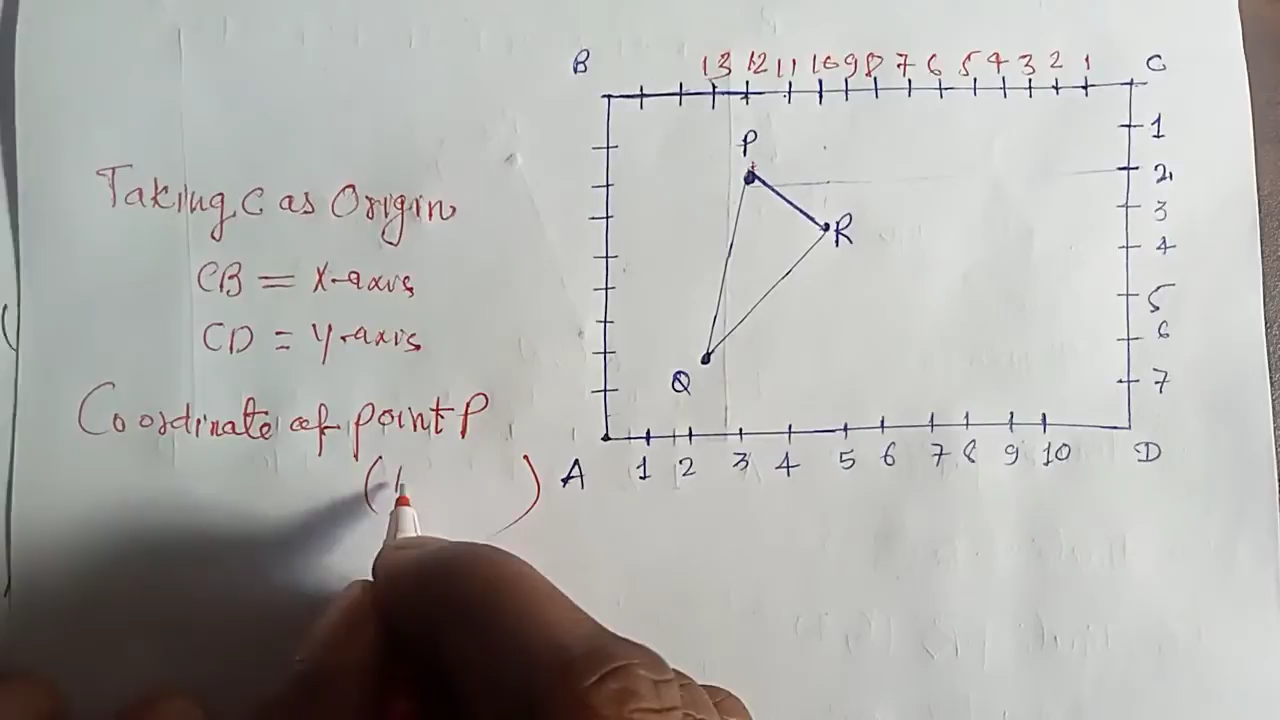 B 13 12 11 10 9 8 7 6 5 4 3 2 1 C
P
1
2
Taking C as Origin
3
R
4
CB = X-axis
5
CD = Y-axis
6
Q
7
Coordinate of point P
A 1 2 3 4 5 6 7 8 9 10 D
(1 )